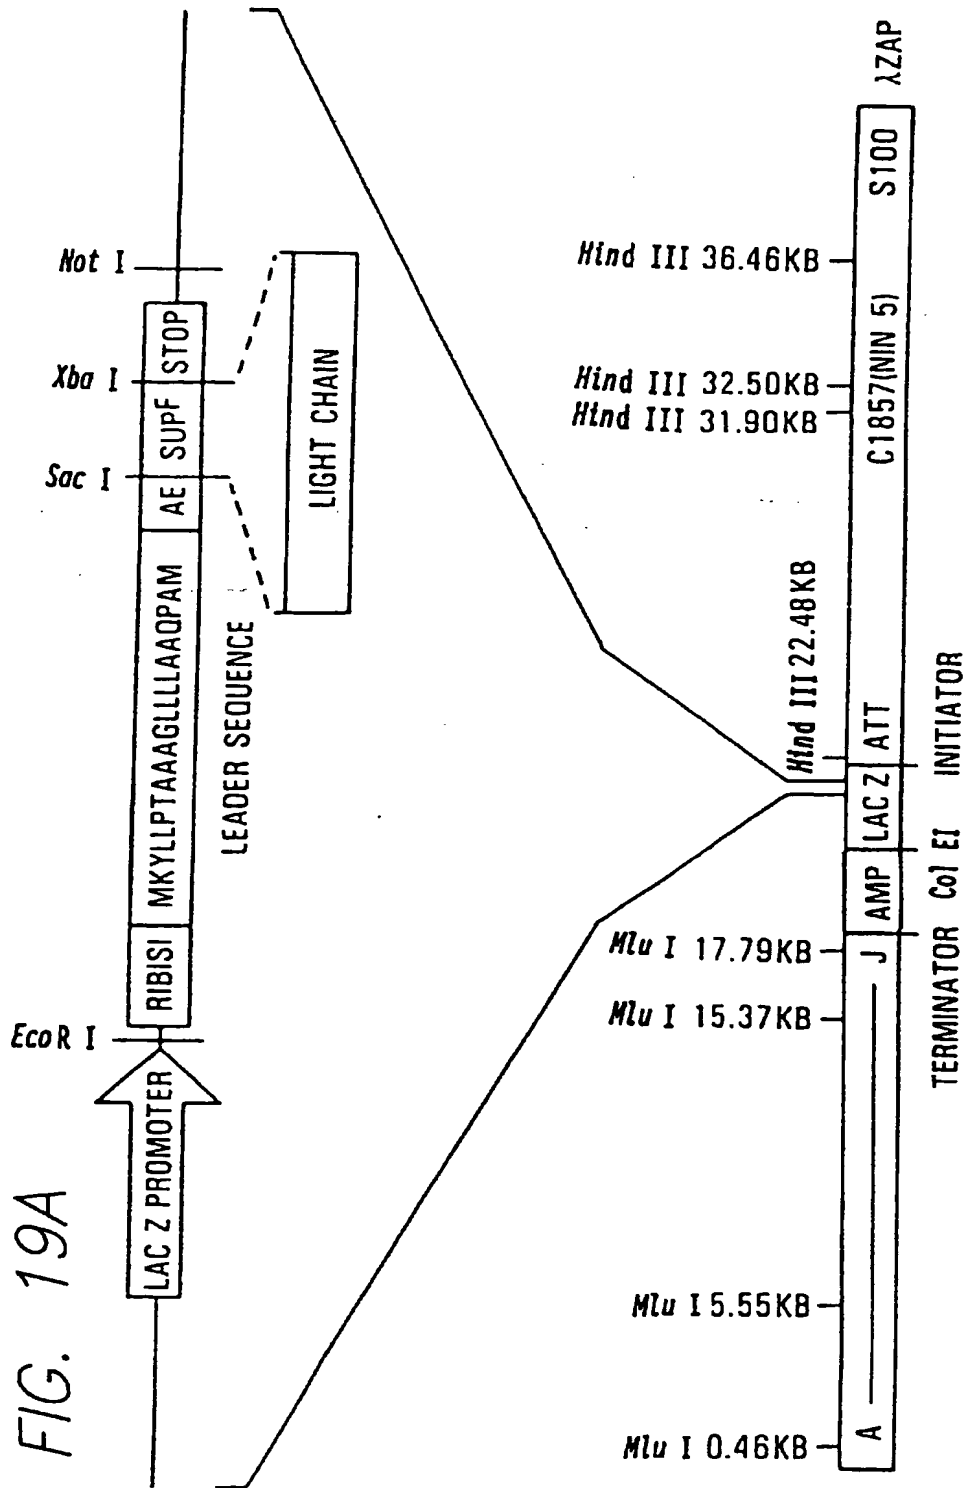 FIG. 19A
EcoR I
Sac I
Xba I
Not I
LAC Z PROMOTER
RIBISI
MKYLLPTAAAGLLLLAAQPAM
AE
SUPF
STOP
LEADER SEQUENCE
LIGHT CHAIN
Mlu I 0.46KB
Mlu I 5.55KB
Mlu I 15.37KB
Mlu I 17.79KB
Hind III 22.48KB
Hind III 31.90KB
Hind III 32.50KB
Hind III 36.46KB
A
J
AMP
LAC Z
ATT
C1857(NIN 5)
S100
λZAP
TERMINATOR
Col EI
INITIATOR